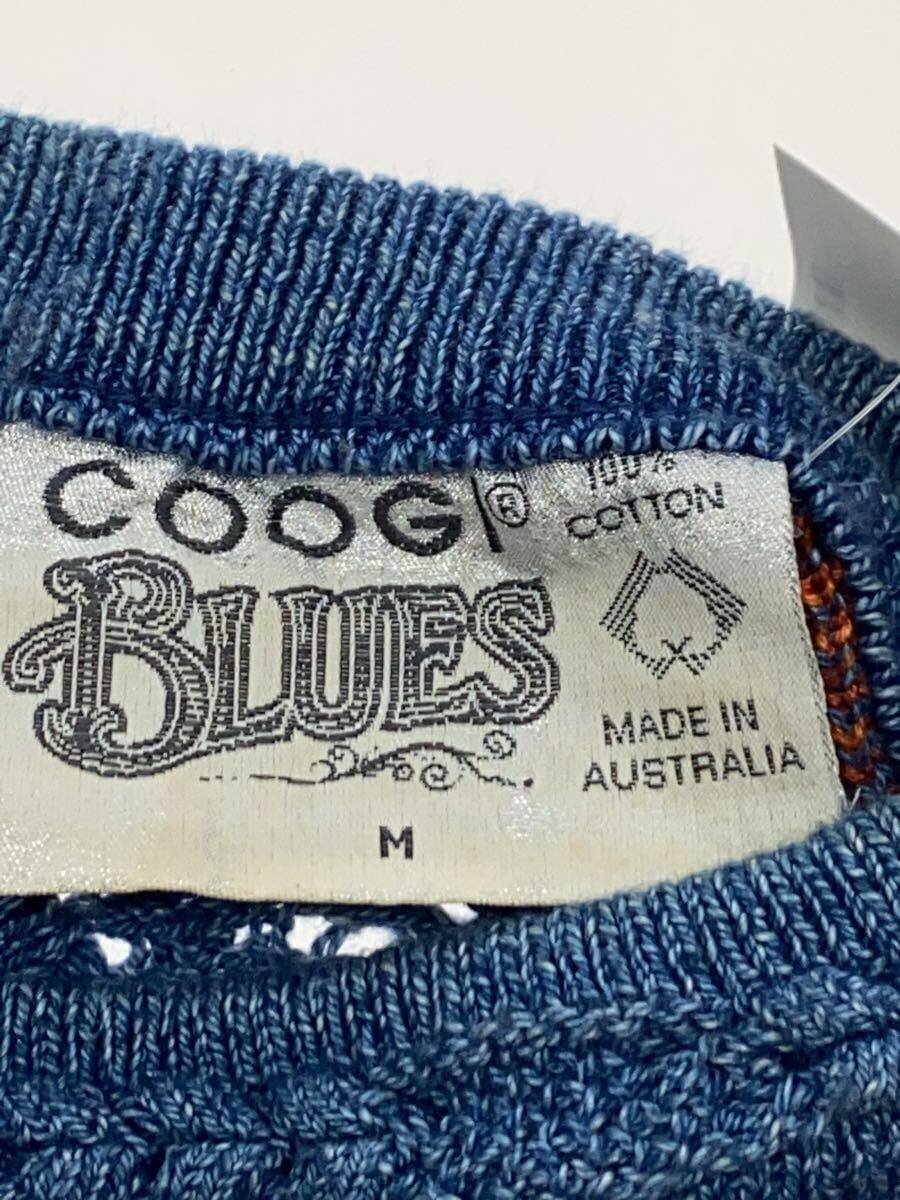 COOGI®
BLUES
M
100%
COTTON
MADE IN
AUSTRALIA